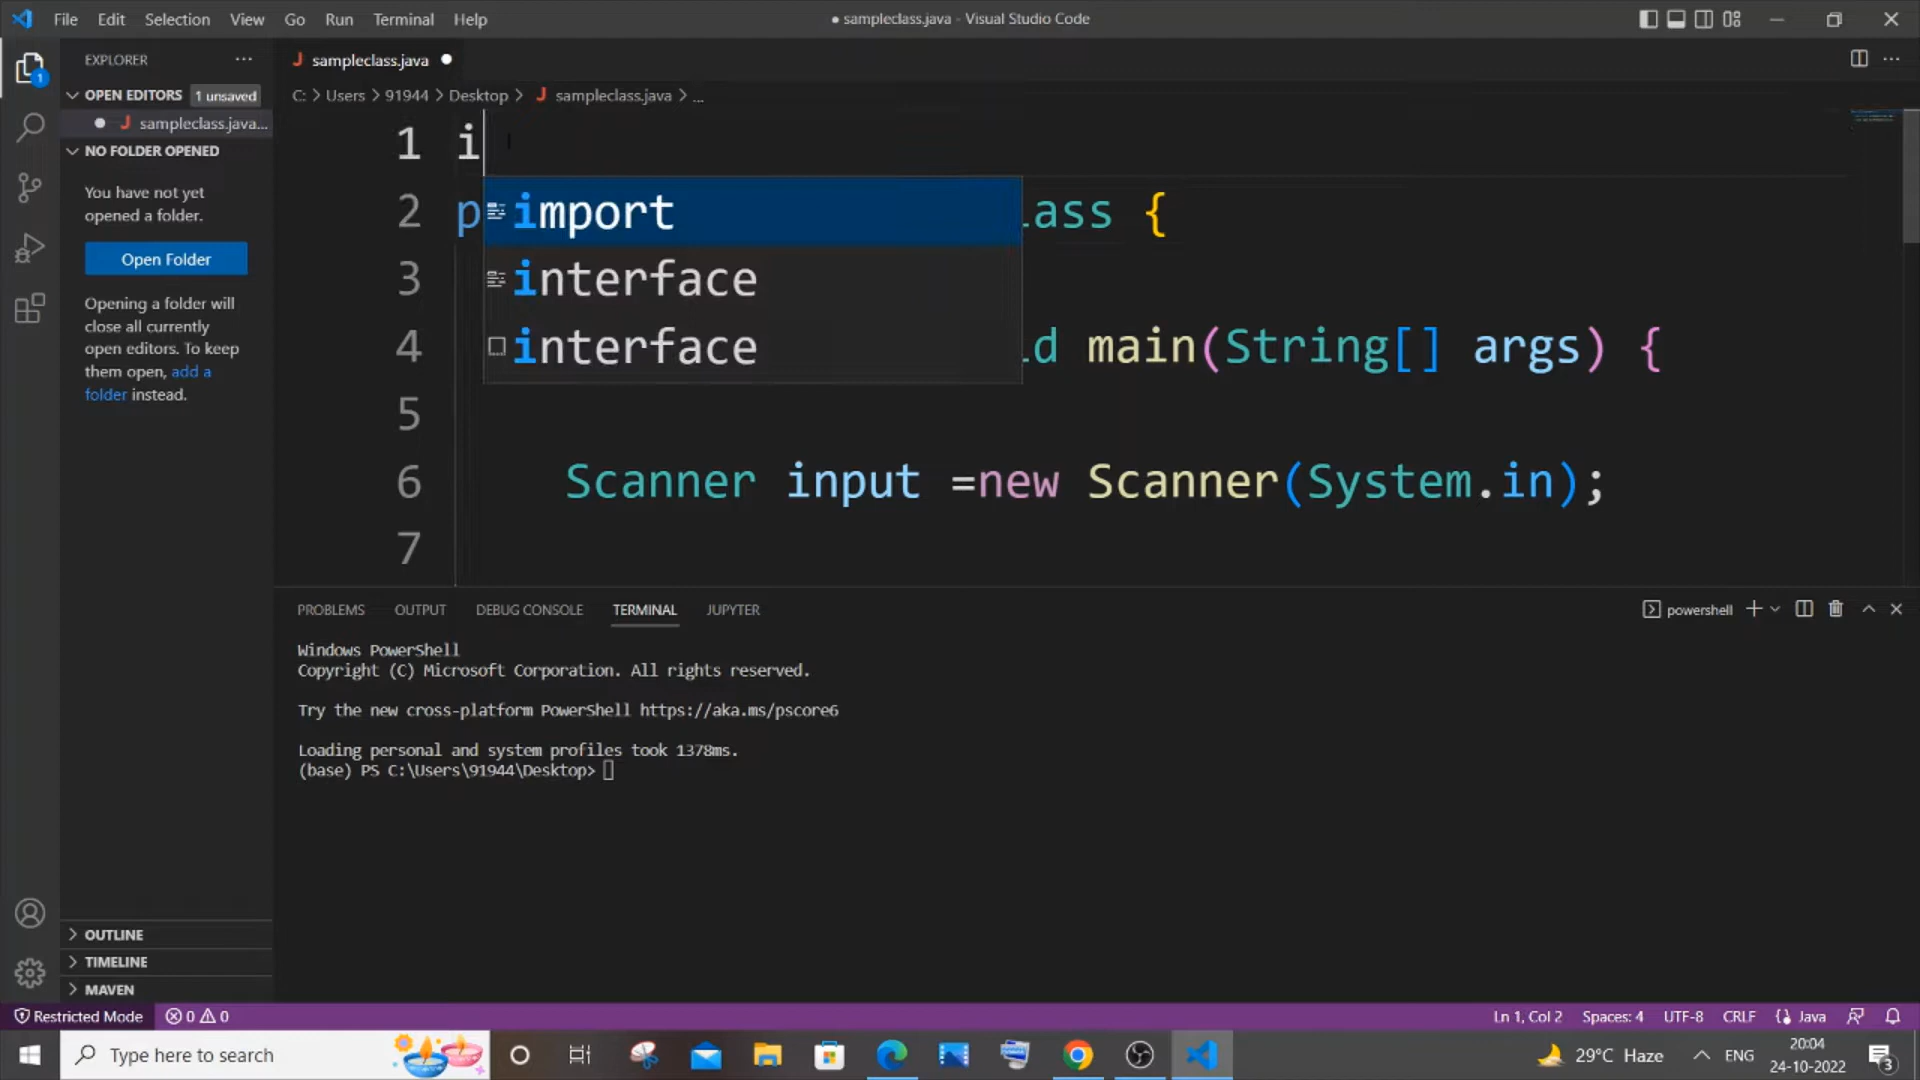 File Edit Selection View Go Run Terminal Help
● sampleclass.java - Visual Studio Code
EXPLORER
OPEN EDITORS 1 unsaved
sampleclass.java...
NO FOLDER OPENED
You have not yet
opened a folder.
Open Folder
Opening a folder will
close all currently
open editors. To keep
them open, add a
folder instead.
OUTLINE
TIMELINE
MAVEN
J sampleclass.java
C: > Users > 91944 > Desktop > J sampleclass.java > ...
1 i
import
interface
interface
2 p lass {
3
4 d main(String[] args) {
5
6 Scanner input =new Scanner(System.in);
7
PROBLEMS OUTPUT DEBUG CONSOLE TERMINAL JUPYTER
powershell
Windows PowerShell
Copyright (C) Microsoft Corporation. All rights reserved.
Try the new cross-platform PowerShell https://aka.ms/pscore6
Loading personal and system profiles took 1378ms.
(base) PS C:\Users\91944\Desktop>
Restricted Mode 0 0
Ln 1, Col 2 Spaces: 4 UTF-8 CRLF Java
Type here to search
29°C Haze ENG
20:04
24-10-2022
3